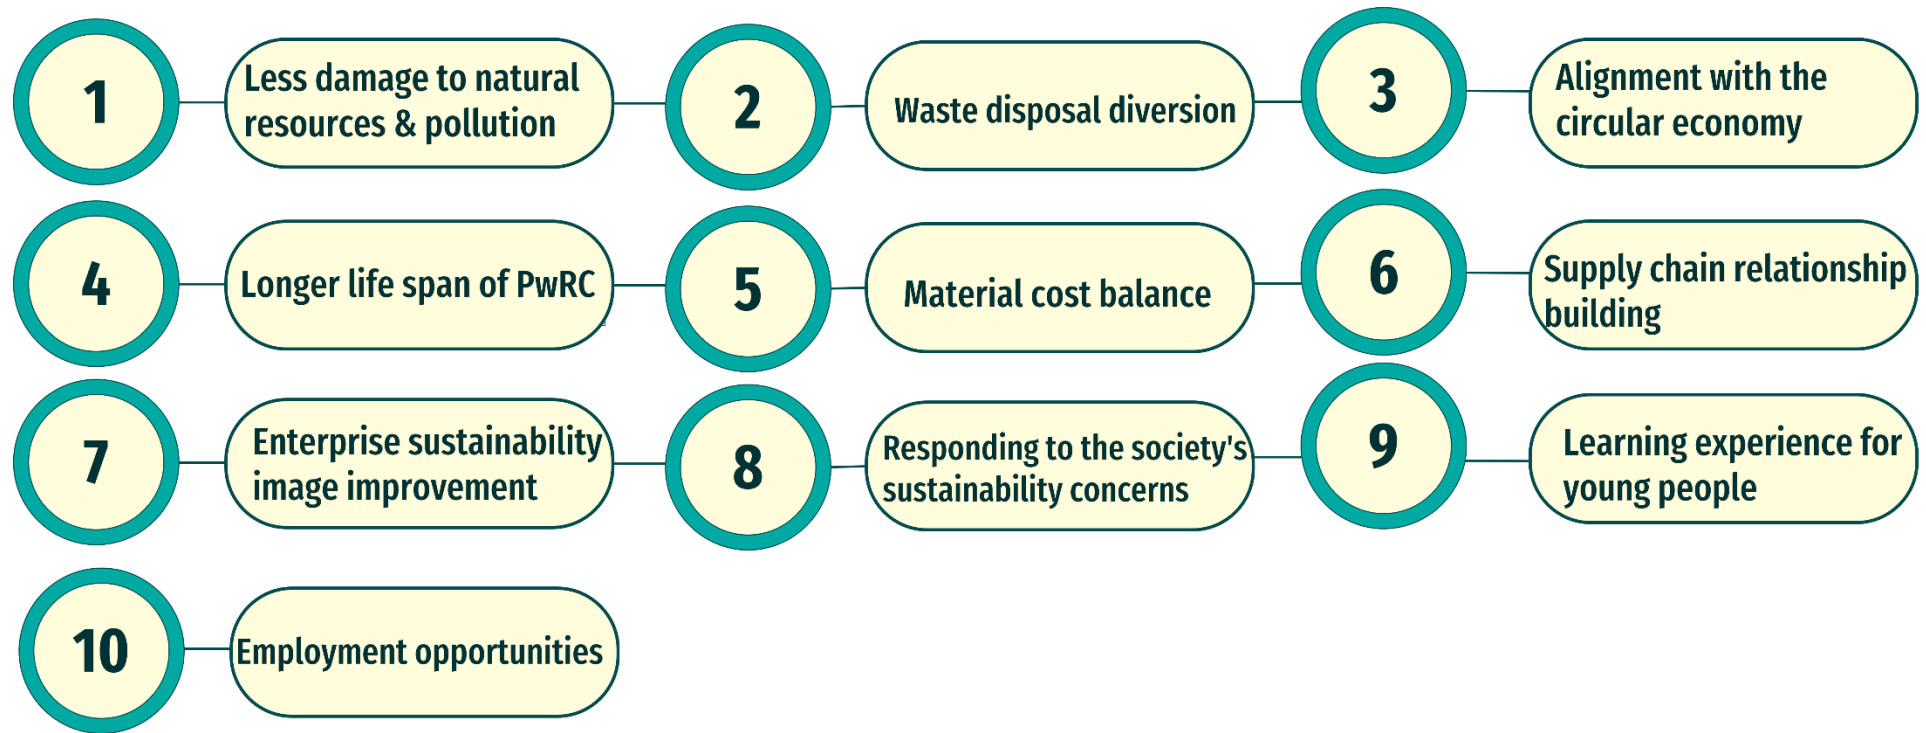 1
Less damage to natural
resources & pollution
2
Waste disposal diversion
3
Alignment with the
circular economy
4
Longer life span of PwRC
5
Material cost balance
6
Supply chain relationship
building
7
Enterprise sustainability
image improvement
8
Responding to the society's
sustainability concerns
9
Learning experience for
young people
10
Employment opportunities